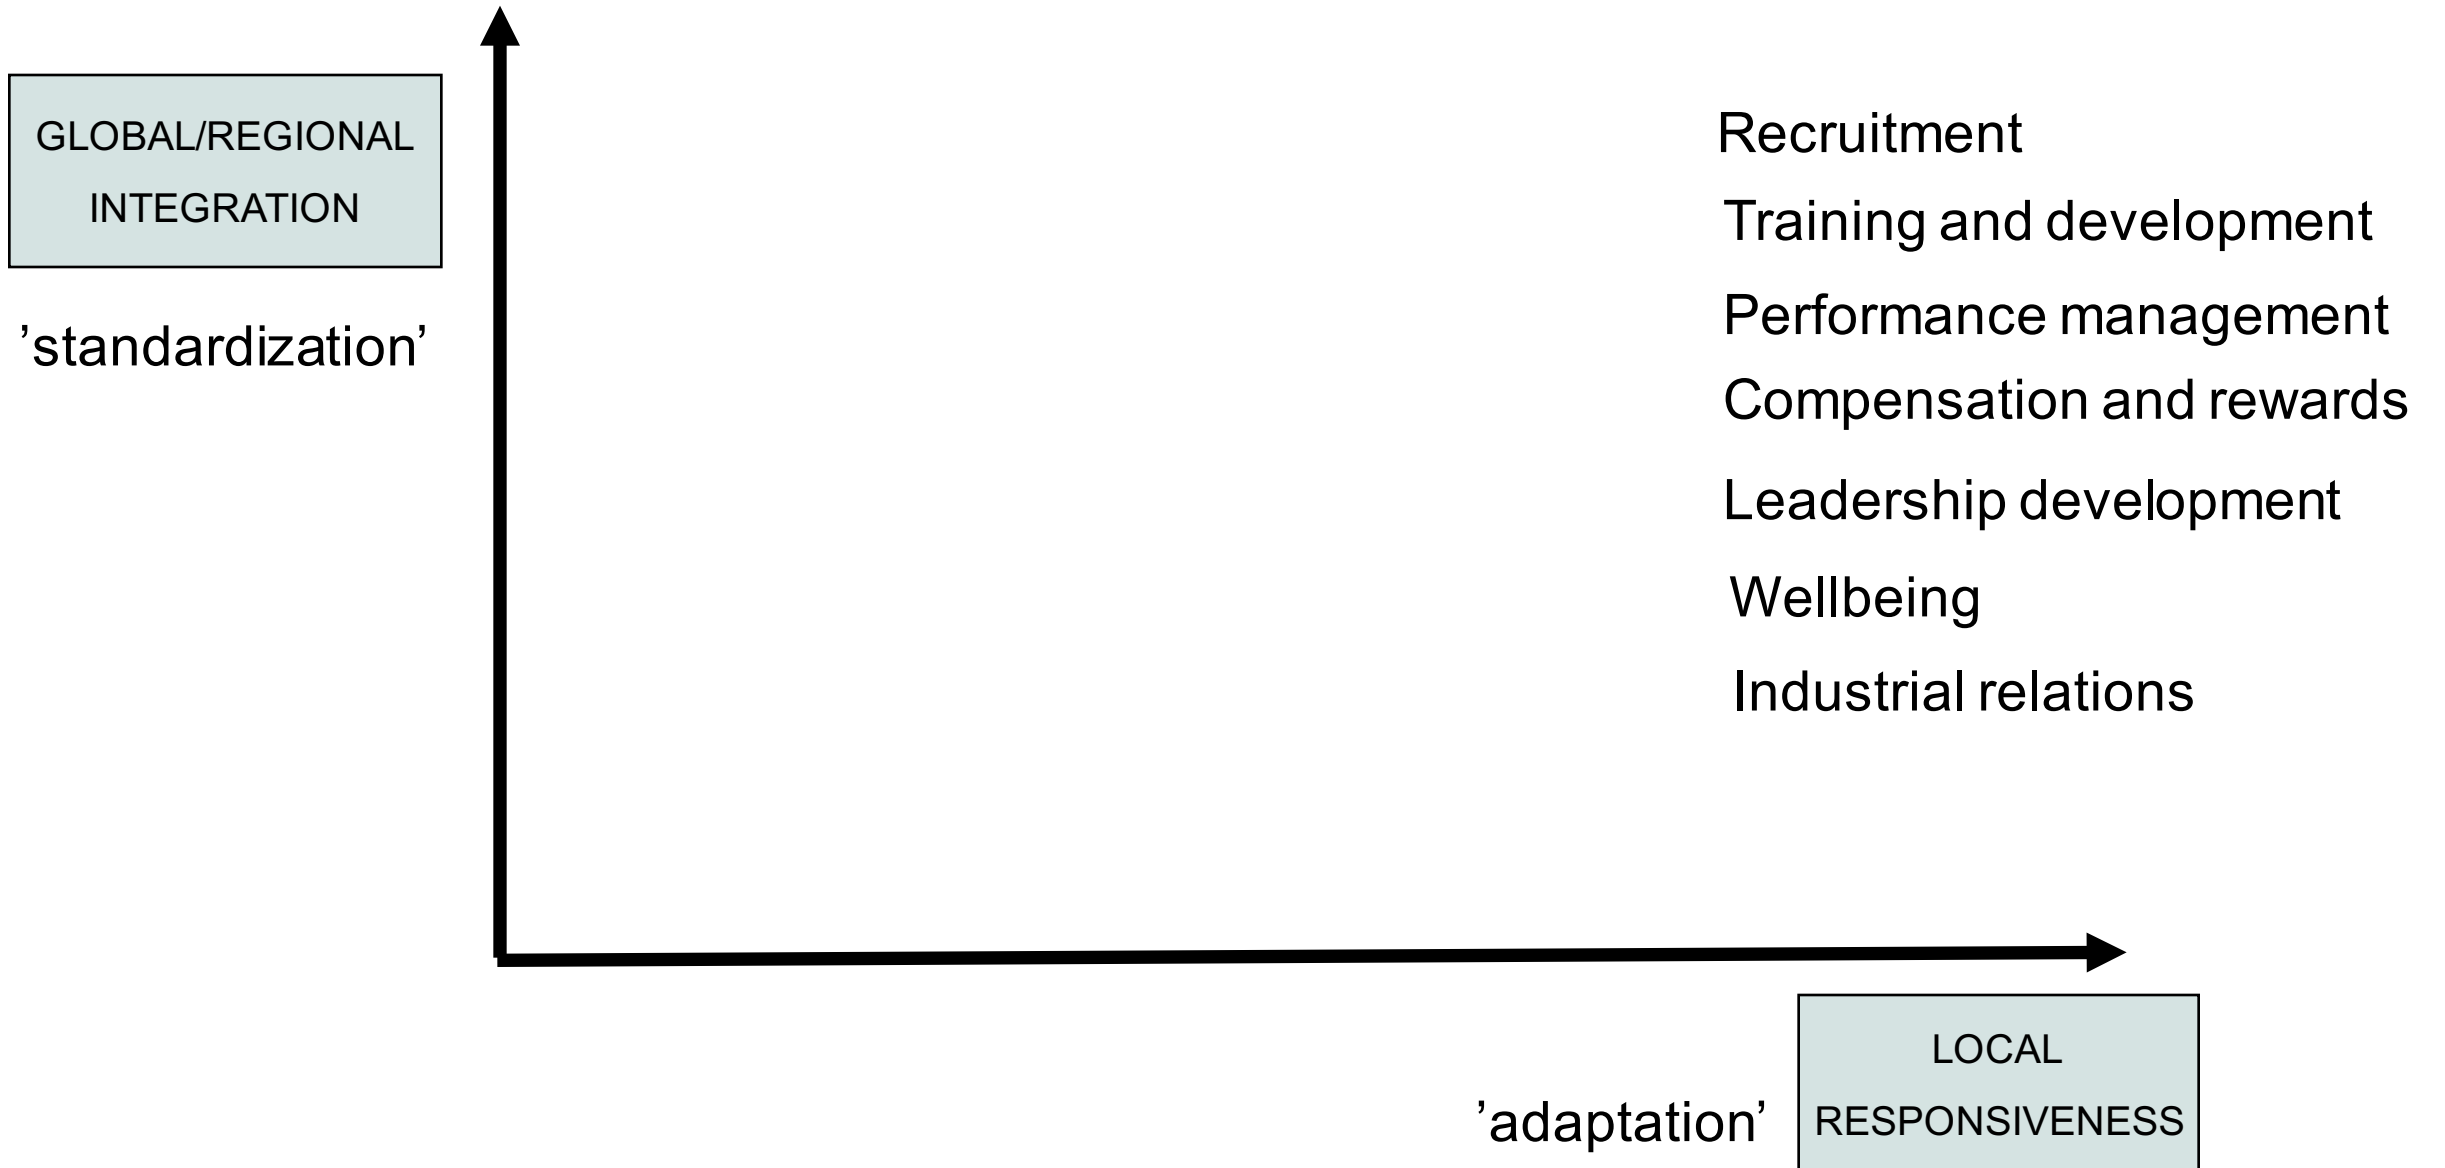 GLOBAL/REGIONAL
INTEGRATION
’standardization’
Recruitment
Training and development
Performance management
Compensation and rewards
Leadership development
Wellbeing
Industrial relations
LOCAL
RESPONSIVENESS
’adaptation’